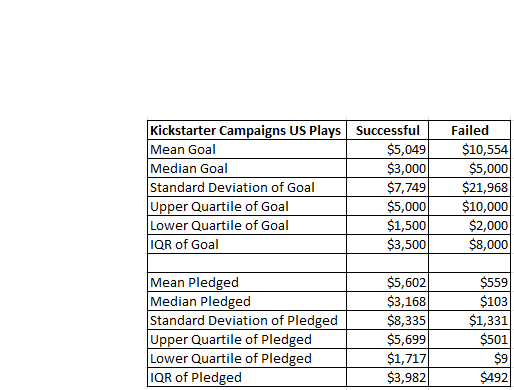 Kickstarter Campaigns US Plays Successful Failed
Mean Goal $5,049 $10,554
Median Goal $3,000 $5,000
Standard Deviation of Goal $7,749 $21,968
Upper Quartile of Goal $5,000 $10,000
Lower Quartile of Goal $1,500 $2,000
IQR of Goal $3,500 $8,000
Mean Pledged $5,602 $559
Median Pledged $3,168 $103
Standard Deviation of Pledged $8,335 $1,331
Upper Quartile of Pledged $5,699 $501
Lower Quartile of Pledged $1,717 $9
IQR of Pledged $3,982 $492